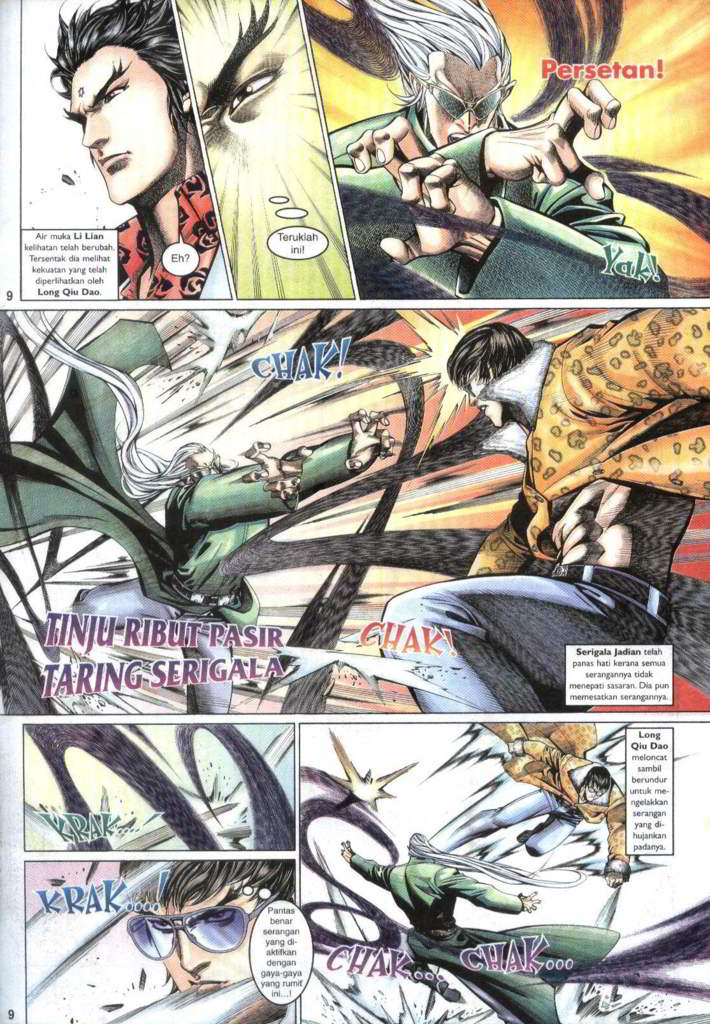 Air muka Li Lian
kelihatan telah berubah.
Tersentak dia melihat
kekuatan yang telah
diperlihatkan oleh
Long Qiu Dao.
Eh?
Teruklah
ini!
Persetan!
Yak!
9
CHAK!
TINJU RIBUT PASIR
TARING SERIGALA
CHAK!
Serigala Jadian telah
panas hati kerana semua
serangannya tidak
menepati sasaran. Dia pun
memesatkan serangannya.
KRAK...!
KRAK....!
Pantas
benar
serangan
yang di-
aktifkan
dengan
gaya-gaya
yang rumit
ini...!
Long
Qiu Dao
meloncat
sambil
berundur
untuk me-
ngelakkan
serangan
yang di-
hujankan
padanya.
CHAK... CHAK...
9